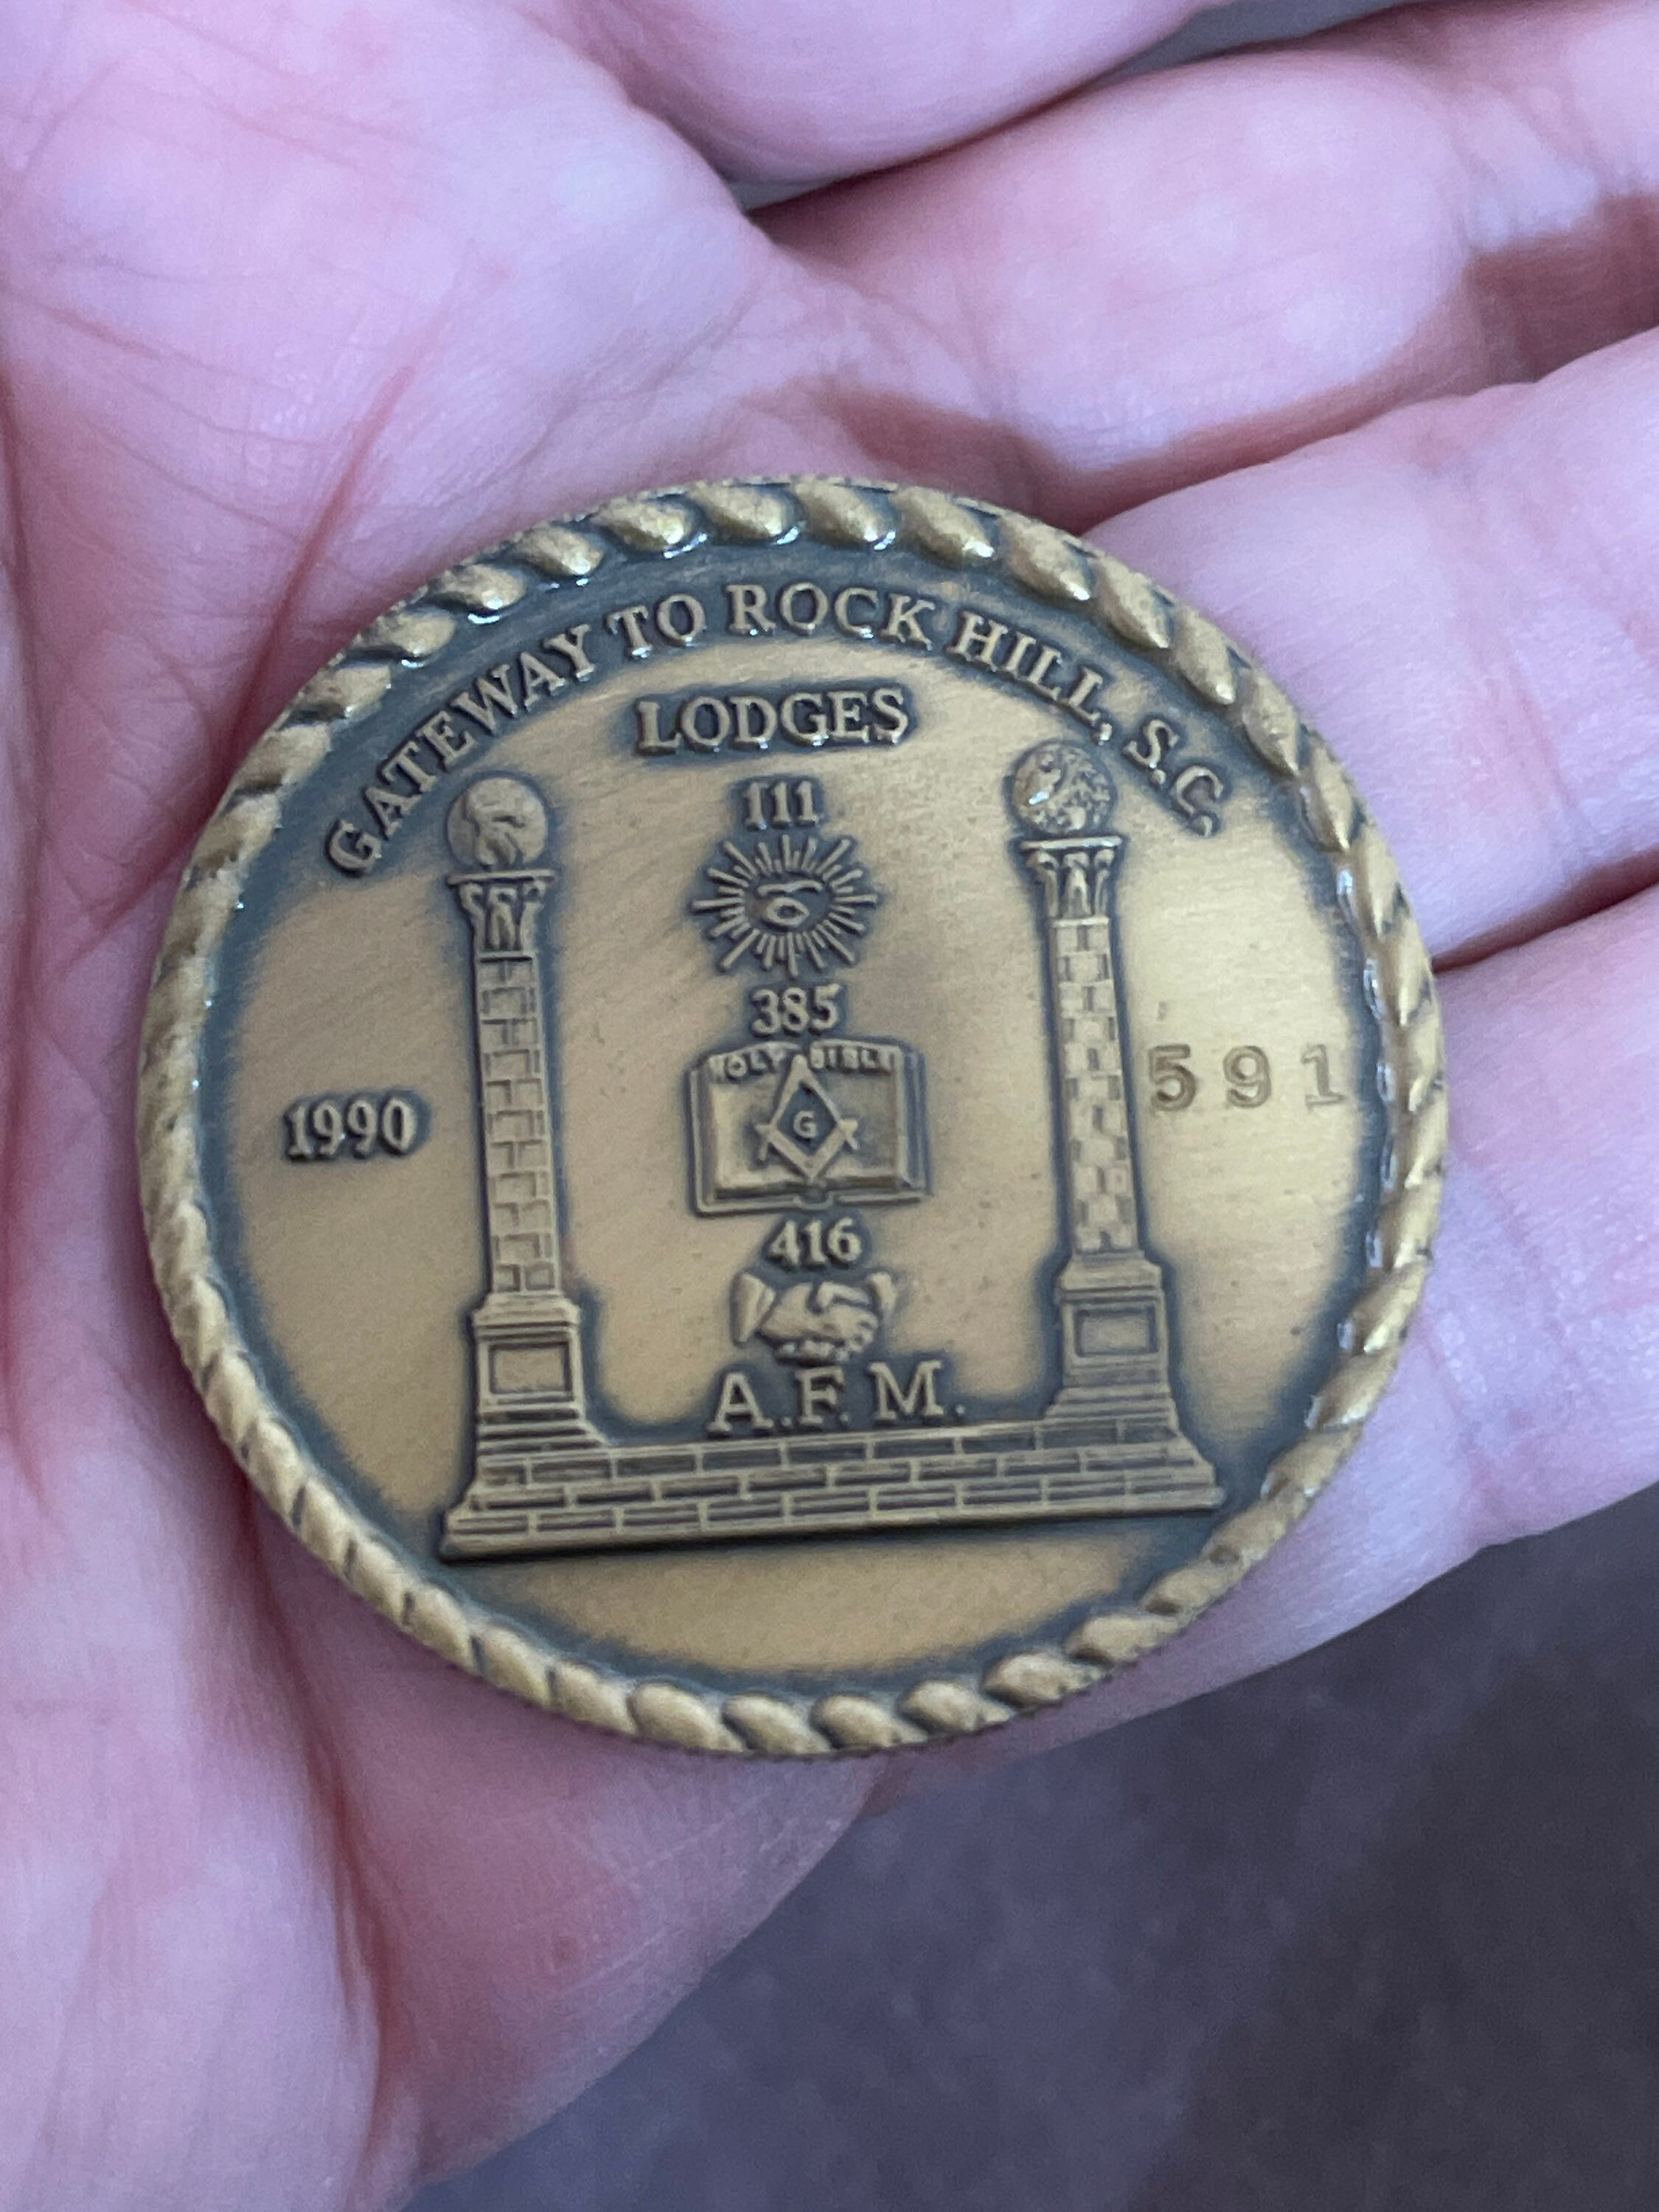 GATEWAY TO ROCK HILL, S.C.
LODGES
111
385
HOLY BIBLE
G
1990
591
416
A.F.M.